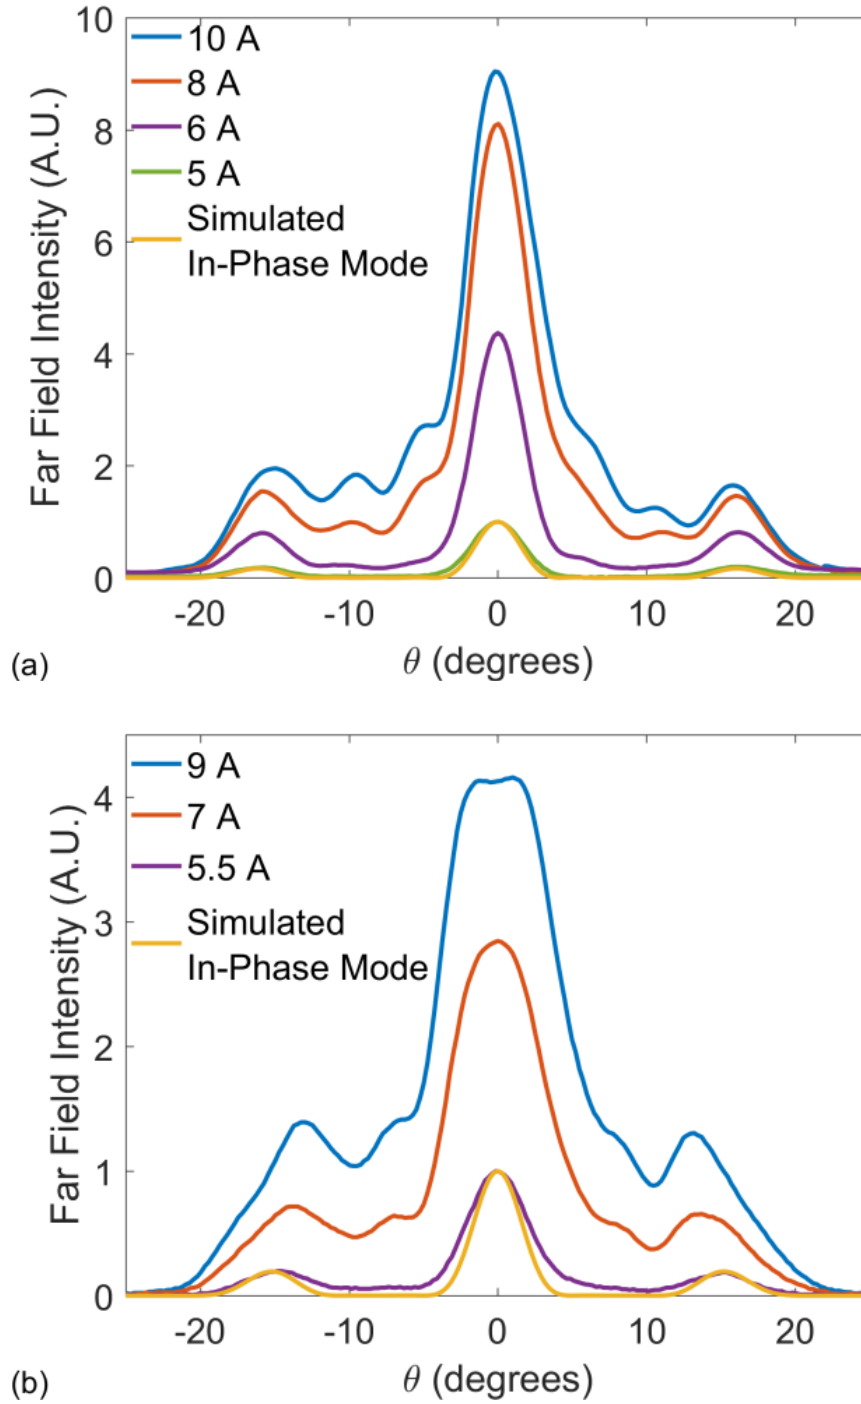 10
8
6
4
2
0
Far Field Intensity (A.U.)
10 A
8 A
6 A
5 A
Simulated
In-Phase Mode
-20
-10
0
10
20
θ (degrees)
(a)
4
3
2
1
0
Far Field Intensity (A.U.)
9 A
7 A
5.5 A
Simulated
In-Phase Mode
-20
-10
0
10
20
θ (degrees)
(b)